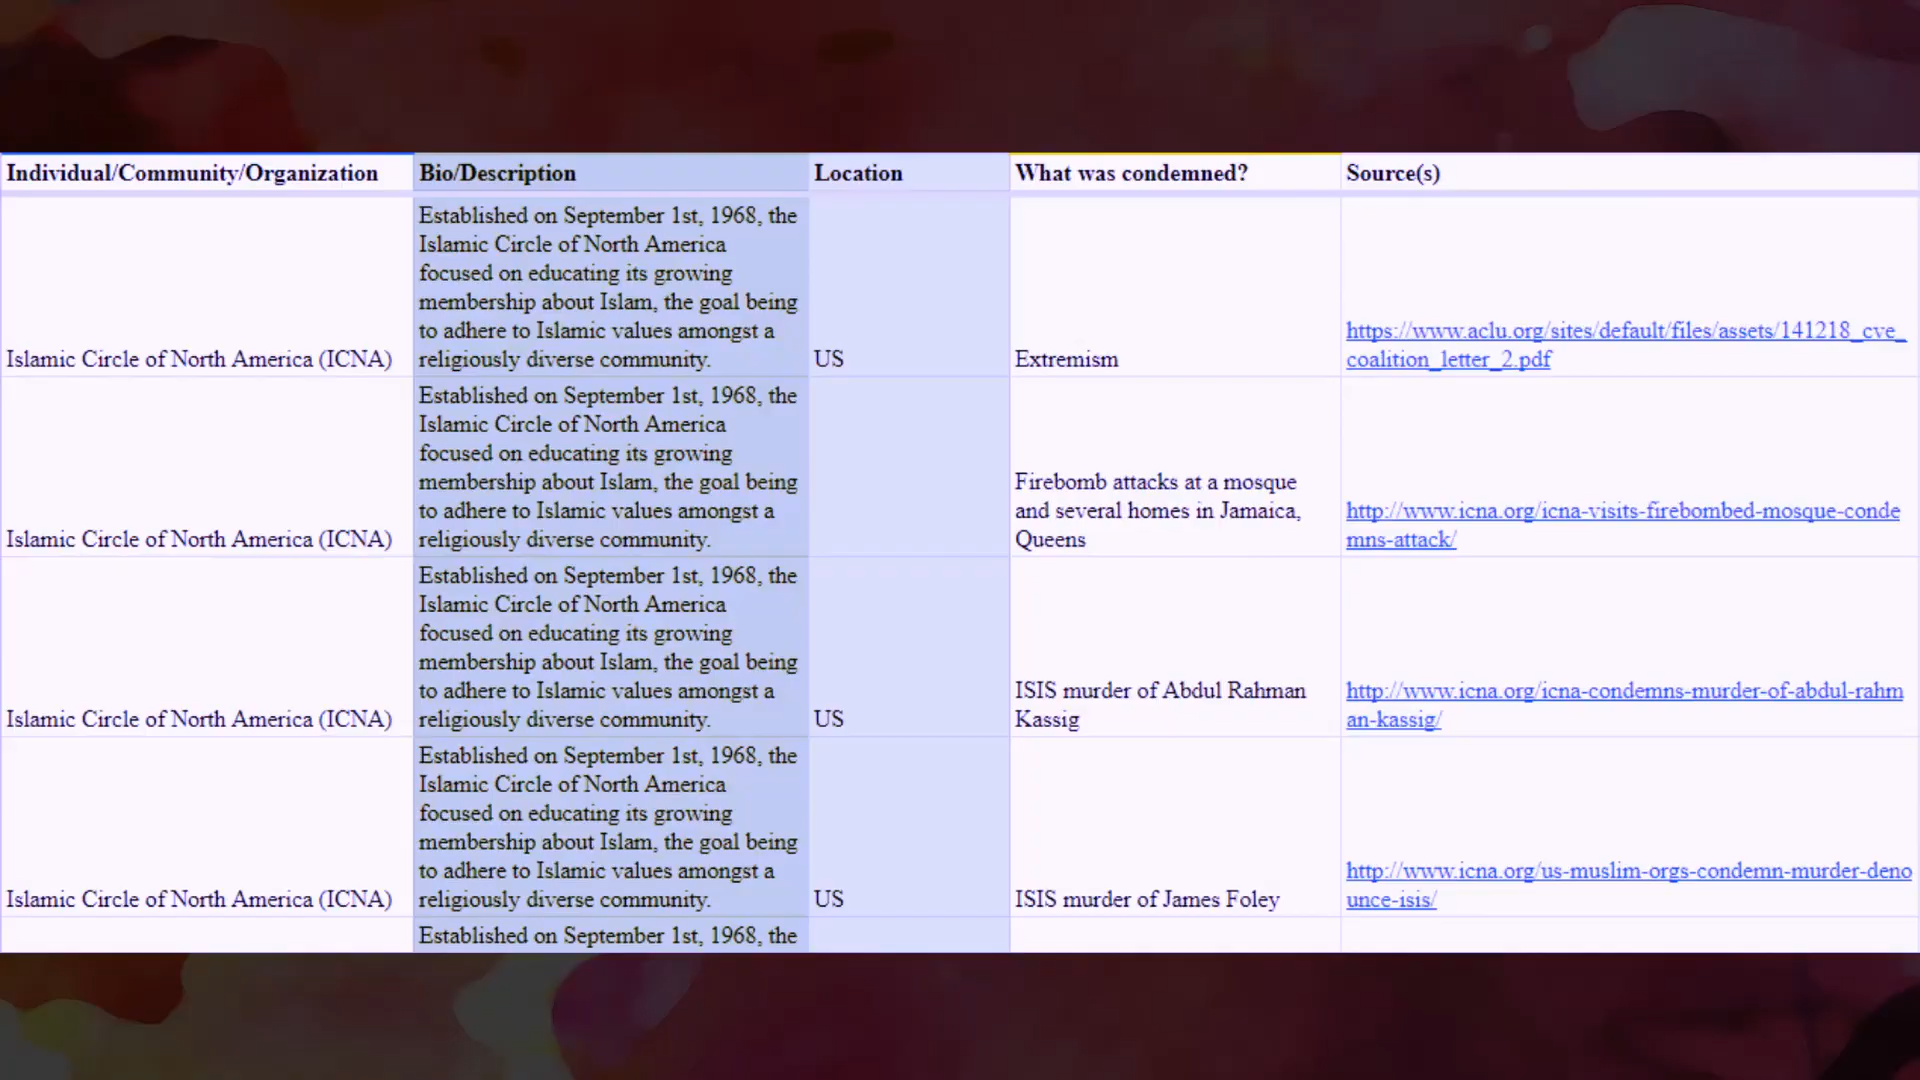 Individual/Community/Organization Bio/Description Location What was condemned? Source(s)
Established on September 1st, 1968, the
Islamic Circle of North America
focused on educating its growing
membership about Islam, the goal being
to adhere to Islamic values amongst a https://www.aclu.org/sites/default/files/assets/141218_cve_
Islamic Circle of North America (ICNA) religiously diverse community. US Extremism coalition_letter_2.pdf
Established on September 1st, 1968, the
Islamic Circle of North America
focused on educating its growing
membership about Islam, the goal being Firebomb attacks at a mosque
to adhere to Islamic values amongst a and several homes in Jamaica, http://www.icna.org/icna-visits-firebombed-mosque-conde
Islamic Circle of North America (ICNA) religiously diverse community. Queens mns-attack/
Established on September 1st, 1968, the
Islamic Circle of North America
focused on educating its growing
membership about Islam, the goal being
to adhere to Islamic values amongst a ISIS murder of Abdul Rahman http://www.icna.org/icna-condemns-murder-of-abdul-rahm
Islamic Circle of North America (ICNA) religiously diverse community. US Kassig an-kassig/
Established on September 1st, 1968, the
Islamic Circle of North America
focused on educating its growing
membership about Islam, the goal being
to adhere to Islamic values amongst a http://www.icna.org/us-muslim-orgs-condemn-murder-deno
Islamic Circle of North America (ICNA) religiously diverse community. US ISIS murder of James Foley unce-isis/
Established on September 1st, 1968, the